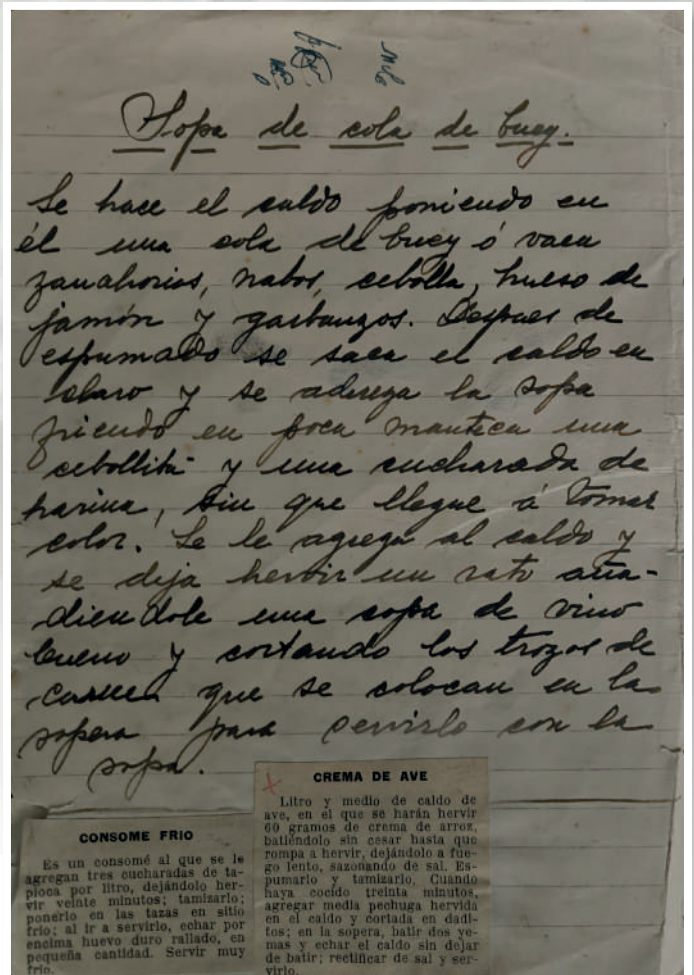 Sopa de cola de buey.
Se hace el caldo poniendo en
él una cola de buey ó vaca
zanahorias, nabos, cebolla, hueso de
jamón y garbanzos. Despues de
espumado se saca el caldo en
claro y se adereza la sopa
friendo en poca manteca una
cebollita y una cucharada de
harina, sin que llegue á tomar
color. Se le agrega al caldo y
se deja hervir un rato aña-
diendole una copa de vino
bueno y cortando los trozos de
carne que se colocan en la
sopera para servirlo con la
sopa.
CONSOME FRIO
Es un consomé al que se le
agregan tres cucharadas de ta-
pioca por litro, dejándolo her-
vir veinte minutos; tamizarlo;
ponerlo en las tazas en sitio
frío; al ir a servirlo, echar por
encima huevo duro rallado, en
pequeña cantidad. Servir muy
frío.
CREMA DE AVE
Litro y medio de caldo de
ave, en el que se harán hervir
60 gramos de crema de arroz,
batiéndolo sin cesar hasta que
rompa a hervir, dejándolo a fue-
go lento, sazonando de sal. Es-
pumarlo y tamizarlo. Cuando
haya cocido treinta minutos,
agregar media pechuga hervida
en el caldo y cortada en dadi-
tos; en la sopera, batir dos ye-
mas y echar el caldo sin dejar
de batir; rectificar de sal y ser-
virlo.